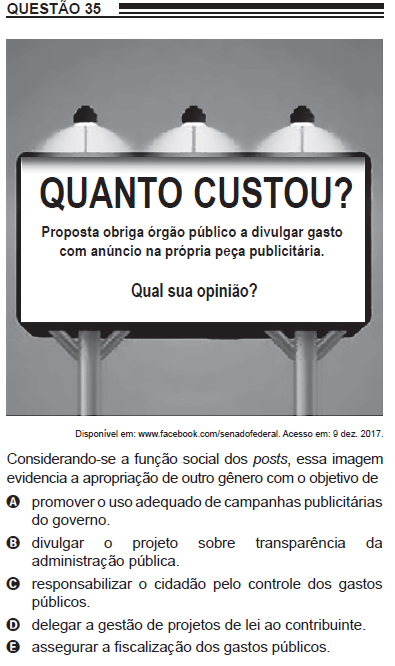 QUESTÃO 35
QUANTO CUSTOU?
Proposta obriga órgão público a divulgar gasto
com anúncio na própria peça publicitária.
Qual sua opinião?
Disponível em: www.facebook.com/senadofederal. Acesso em: 9 dez. 2017.
Considerando-se a função social dos posts, essa imagem
evidencia a apropriação de outro gênero com o objetivo de
A promover o uso adequado de campanhas publicitárias
do governo.
B divulgar o projeto sobre transparência da
administração pública.
C responsabilizar o cidadão pelo controle dos gastos
públicos.
D delegar a gestão de projetos de lei ao contribuinte.
E assegurar a fiscalização dos gastos públicos.